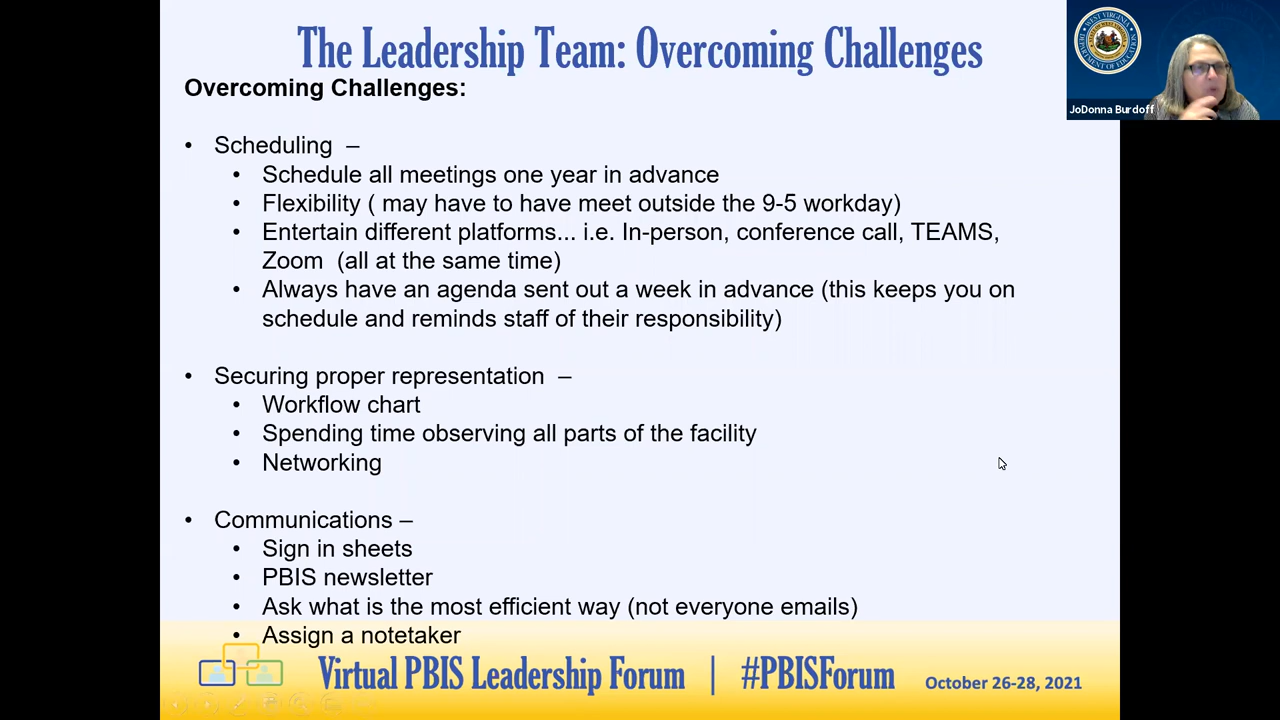 The Leadership Team: Overcoming Challenges
Overcoming Challenges:
• Scheduling –
• Schedule all meetings one year in advance
• Flexibility ( may have to have meet outside the 9-5 workday)
• Entertain different platforms... i.e. In-person, conference call, TEAMS,
Zoom (all at the same time)
• Always have an agenda sent out a week in advance (this keeps you on
schedule and reminds staff of their responsibility)
• Securing proper representation –
• Workflow chart
• Spending time observing all parts of the facility
• Networking
• Communications –
• Sign in sheets
• PBIS newsletter
• Ask what is the most efficient way (not everyone emails)
• Assign a notetaker
Virtual PBIS Leadership Forum | #PBISForum October 26-28, 2021
WEST VIRGINIA
DEPARTMENT OF EDUCATION
JoDonna Burdoff